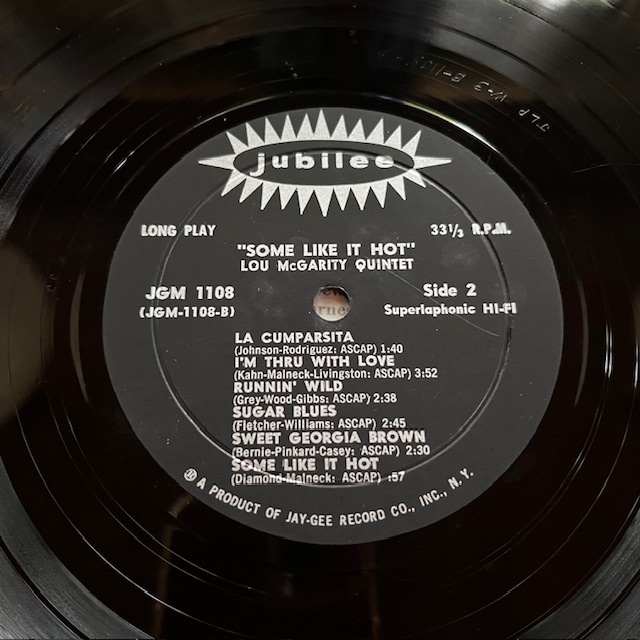 jubilee
LONG PLAY
33⅓ R.P.M.
"SOME LIKE IT HOT"
LOU McGARITY QUINTET
JGM 1108
Side 2
(JGM-1108-B)
Superlaphonic HI-FI
LA CUMPARSITA
(Johnson-Rodriguez: ASCAP) 1:40
I'M THRU WITH LOVE
(Kahn-Malneck-Livingston: ASCAP) 3:52
RUNNIN' WILD
(Grey-Wood-Gibbs: ASCAP) 2:38
SUGAR BLUES
(Fletcher-Williams: ASCAP) 2:45
SWEET GEORGIA BROWN
(Bernie-Pinkard-Casey: ASCAP) 2:30
SOME LIKE IT HOT
(Diamond-Malneck: ASCAP) :57
A PRODUCT OF JAY-GEE RECORD CO., INC., N. Y.